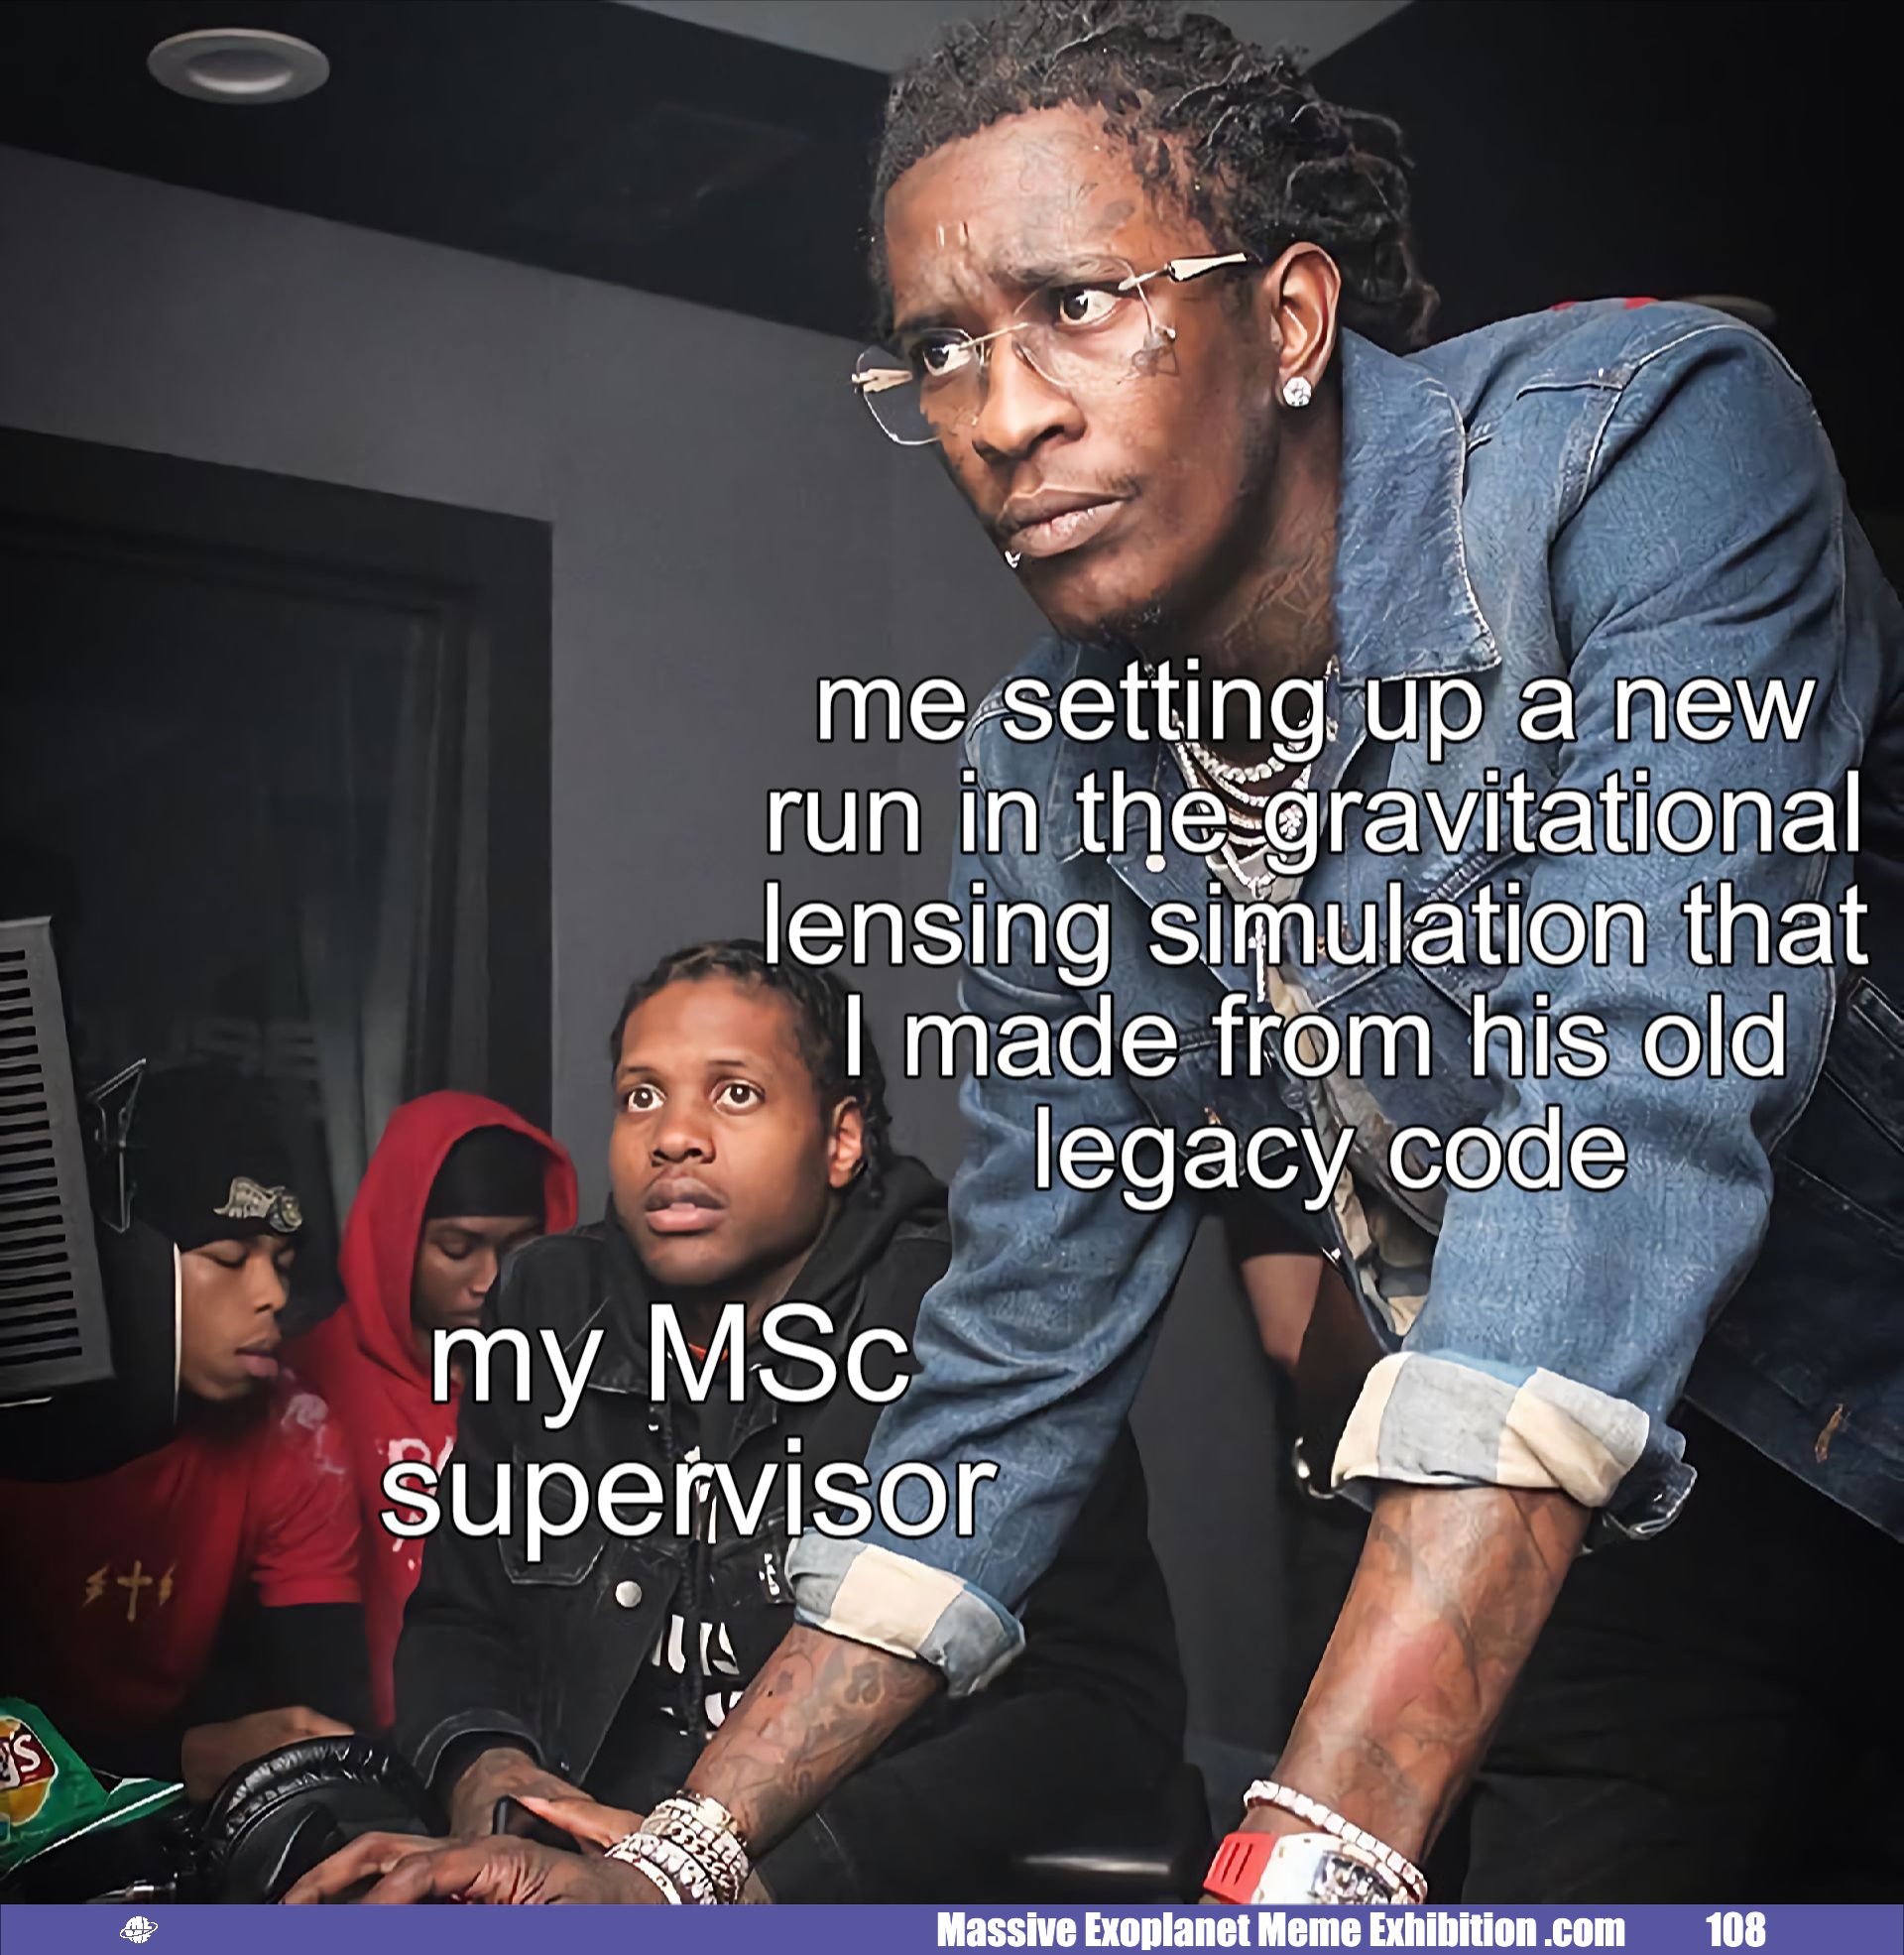 me setting up a new
run in the gravitational
lensing simulation that
I made from his old
legacy code
my MSc
supervisor
Massive Exoplanet Meme Exhibition .com 108